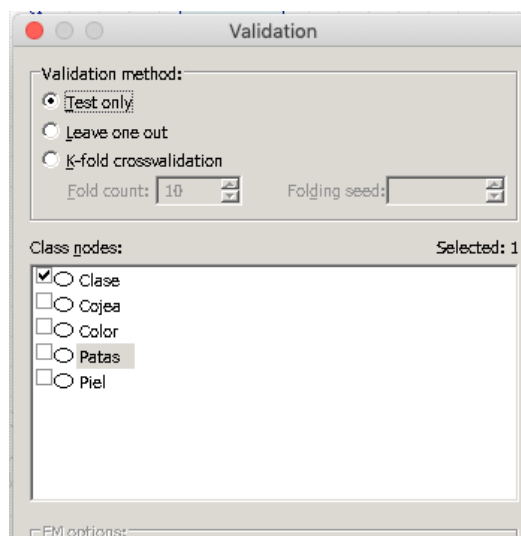 Validation
Validation method:
Test only
Leave one out
K-fold crossvalidation
Fold count: 10 Folding seed:
Class nodes: Selected: 1
Clase
Cojea
Color
Patas
Piel
EM options: